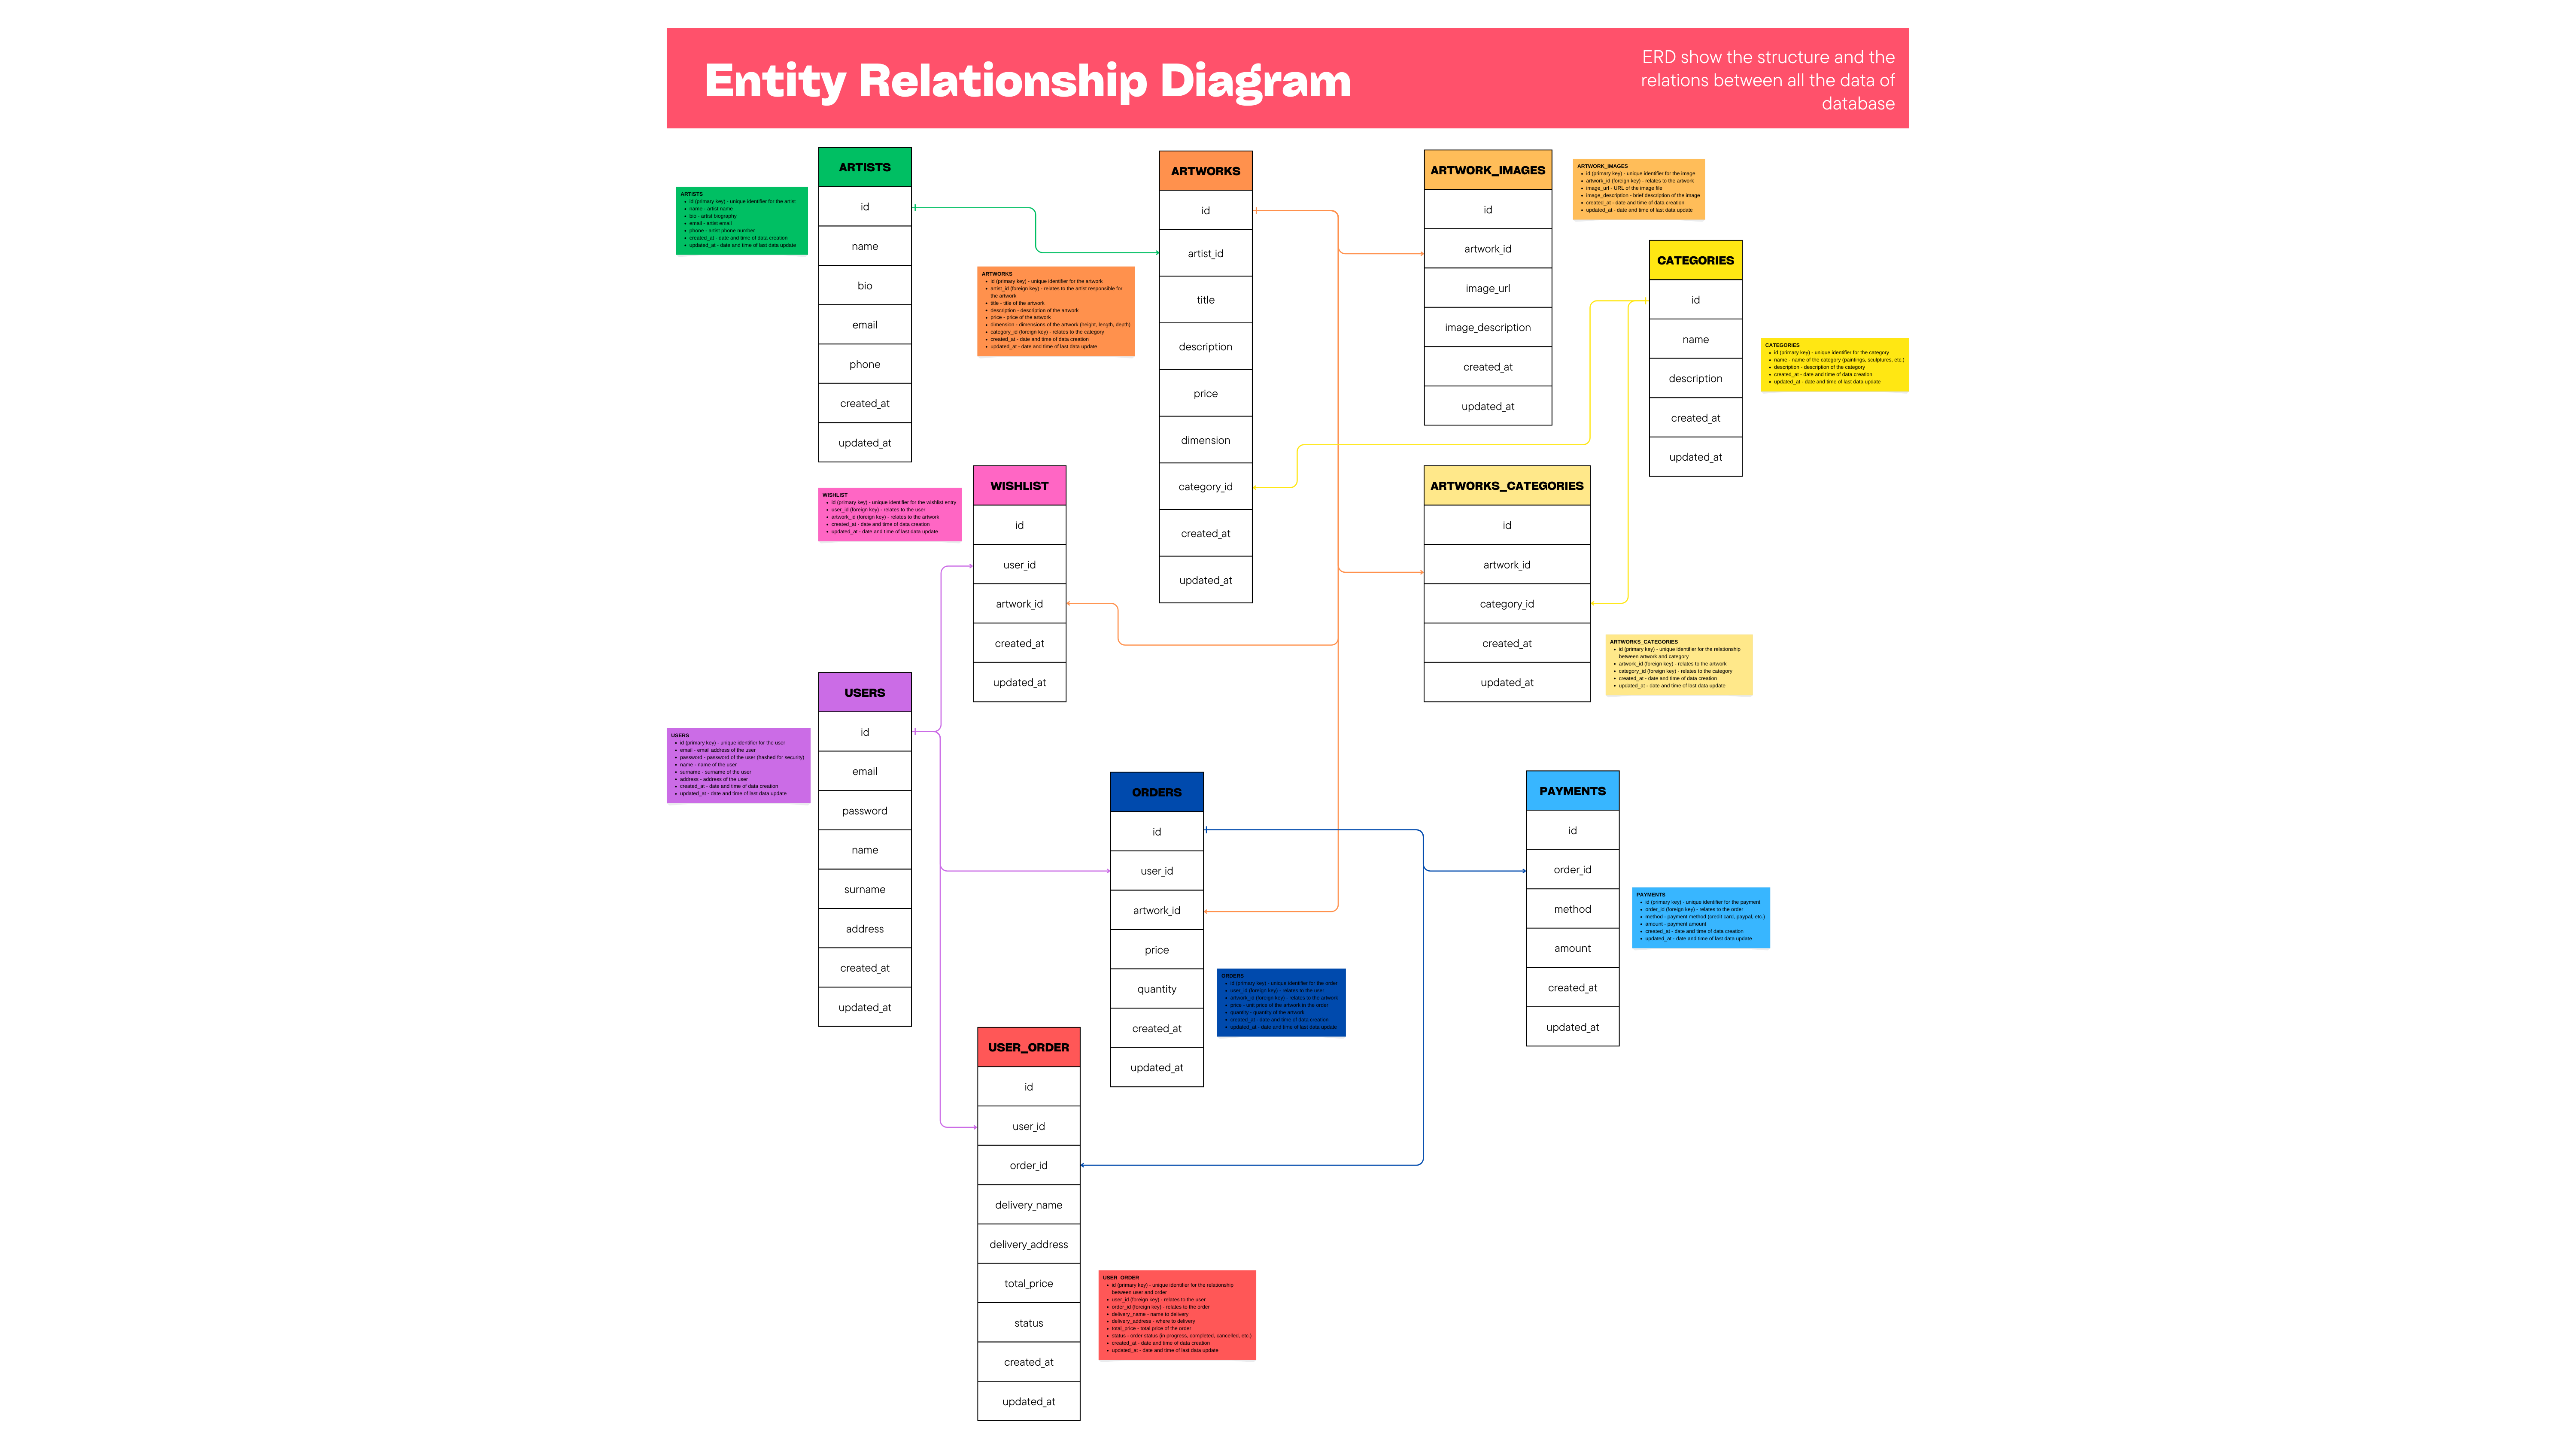 Entity Relationship Diagram
ERD show the structure and the
relations between all the data of
database
ARTISTS
id
name
bio
email
phone
created_at
updated_at
ARTISTS
id (primary key) - unique identifier for the artist
name - artist name
bio - artist biography
email - artist email
phone - artist phone number
created_at - date and time of data creation
updated_at - date and time of last data update
ARTWORKS
id
artist_id
title
description
price
dimension
category_id
created_at
updated_at
ARTWORKS
id (primary key) - unique identifier for the artwork
artist_id (foreign key) - relates to the artist responsible for
the artwork
title - title of the artwork
description - description of the artwork
price - price of the artwork
dimension - dimensions of the artwork (height, length, depth)
category_id (foreign key) - relates to the category
created_at - date and time of data creation
updated_at - date and time of last data update
ARTWORK_IMAGES
id
artwork_id
image_url
image_description
created_at
updated_at
ARTWORK_IMAGES
id (primary key) - unique identifier for the image
artwork_id (foreign key) - relates to the artwork
image_url - URL of the image file
image_description - brief description of the image
created_at - date and time of data creation
updated_at - date and time of last data update
CATEGORIES
id
name
description
created_at
updated_at
CATEGORIES
id (primary key) - unique identifier for the category
name - name of the category (paintings, sculptures, etc.)
description - description of the category
created_at - date and time of data creation
updated_at - date and time of last data update
WISHLIST
id
user_id
artwork_id
created_at
updated_at
WISHLIST
id (primary key) - unique identifier for the wishlist entry
user_id (foreign key) - relates to the user
artwork_id (foreign key) - relates to the artwork
created_at - date and time of data creation
updated_at - date and time of last data update
ARTWORKS_CATEGORIES
id
artwork_id
category_id
created_at
updated_at
ARTWORKS_CATEGORIES
id (primary key) - unique identifier for the relationship
between artwork and category
artwork_id (foreign key) - relates to the artwork
category_id (foreign key) - relates to the category
created_at - date and time of data creation
updated_at - date and time of last data update
USERS
id
email
password
name
surname
address
created_at
updated_at
USERS
id (primary key) - unique identifier for the user
email - email address of the user
password - password of the user (hashed for security)
name - name of the user
surname - surname of the user
address - address of the user
created_at - date and time of data creation
updated_at - date and time of last data update
ORDERS
id
user_id
artwork_id
price
quantity
created_at
updated_at
ORDERS
id (primary key) - unique identifier for the order
user_id (foreign key) - relates to the user
artwork_id (foreign key) - relates to the artwork
price - unit price of the artwork in the order
quantity - quantity of the artwork
created_at - date and time of data creation
updated_at - date and time of last data update
PAYMENTS
id
order_id
method
amount
created_at
updated_at
PAYMENTS
id (primary key) - unique identifier for the payment
order_id (foreign key) - relates to the order
method - payment method (credit card, paypal, etc.)
amount - payment amount
created_at - date and time of data creation
updated_at - date and time of last data update
USER_ORDER
id
user_id
order_id
delivery_name
delivery_address
total_price
status
created_at
updated_at
USER_ORDER
id (primary key) - unique identifier for the relationship
between user and order
user_id (foreign key) - relates to the user
order_id (foreign key) - relates to the order
delivery_name - name to delivery
delivery_address - where to delivery
total_price - total price of the order
status - order status (in progress, completed, cancelled, etc.)
created_at - date and time of data creation
updated_at - date and time of last data update